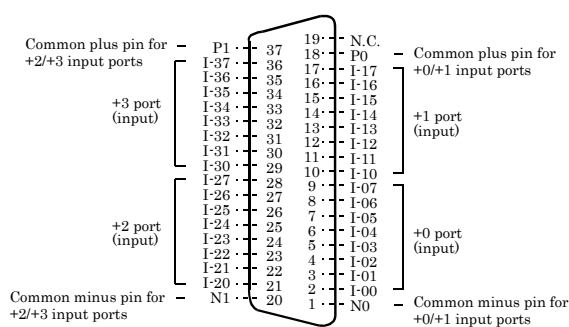 Common plus pin for
+2/+3 input ports
P1
37
I-37
36
I-36
35
I-35
34
I-34
33
I-33
32
I-32
31
I-31
30
I-30
29
+3 port
(input)
I-27
28
I-26
27
I-25
26
I-24
25
I-23
24
I-22
23
I-21
22
I-20
21
+2 port
(input)
N1
20
Common minus pin for
+2/+3 input ports
19
N.C.
18
P0
Common plus pin for
+0/+1 input ports
17
I-17
16
I-16
15
I-15
14
I-14
13
I-13
12
I-12
11
I-11
10
I-10
+1 port
(input)
9
I-07
8
I-06
7
I-05
6
I-04
5
I-03
4
I-02
3
I-01
2
I-00
+0 port
(input)
1
N0
Common minus pin for
+0/+1 input ports